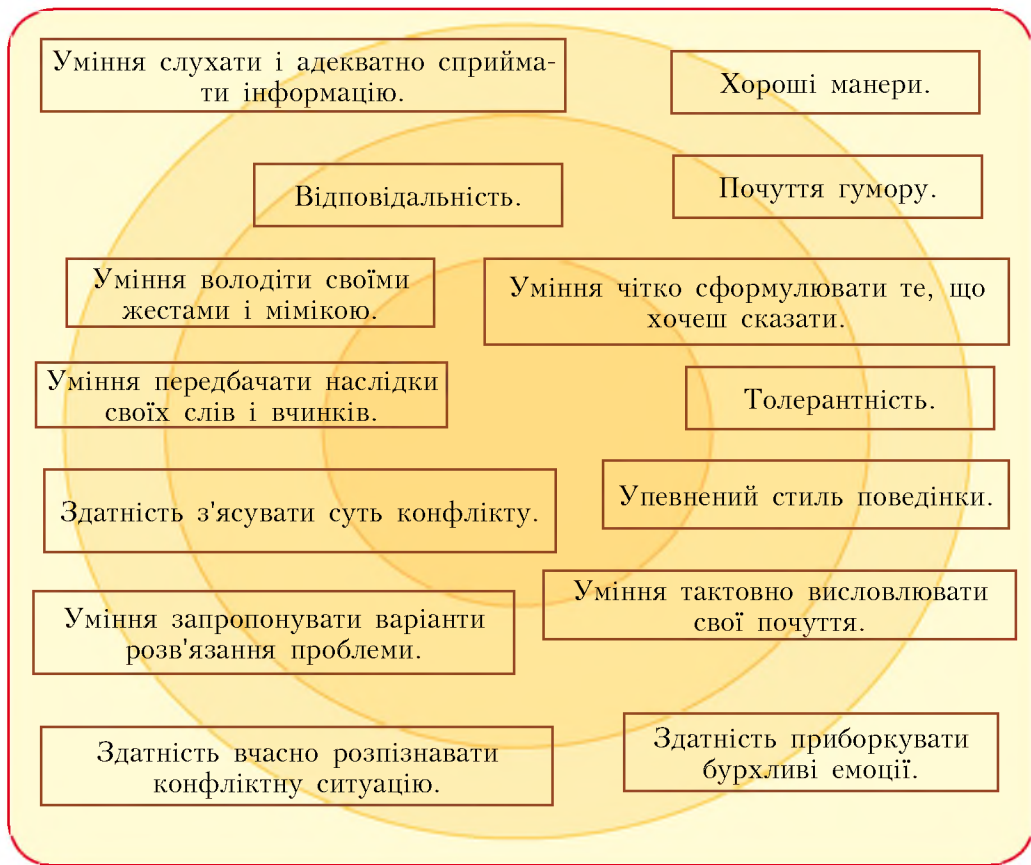 Уміння слухати і адекватно сприйма-
ти інформацію.
Хороші манери.
Відповідальність.
Почуття гумору.
Уміння володіти своїми
жестами і мімікою.
Уміння чітко сформулювати те, що
хочеш сказати.
Уміння передбачати наслідки
своїх слів і вчинків.
Толерантність.
Здатність з'ясувати суть конфлікту.
Упевнений стиль поведінки.
Уміння запропонувати варіанти
розв'язання проблеми.
Уміння тактовно висловлювати
свої почуття.
Здатність вчасно розпізнавати
конфліктну ситуацію.
Здатність приборкувати
бурхливі емоції.